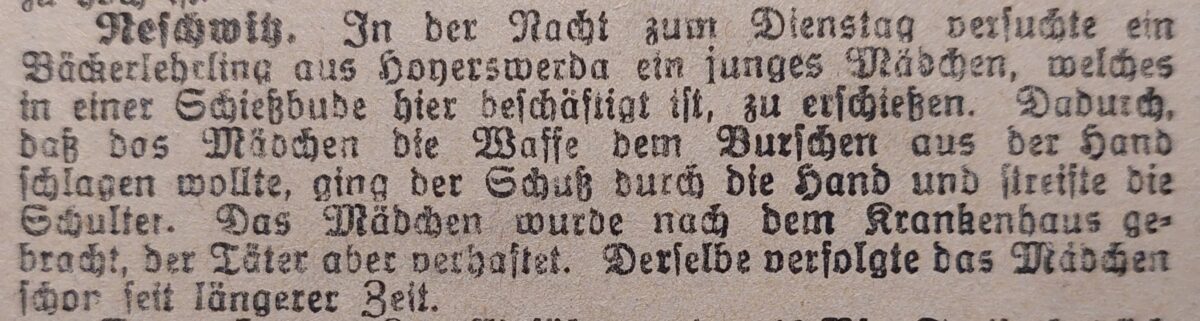 Neschwitz. In der Nacht zum Dienstag versuchte ein
Bäckerlehrling aus Hoyerswerda ein junges Mädchen, welches
in einer Schießbude hier beschäftigt ist, zu erschießen. Dadurch,
daß das Mädchen die Waffe dem Burschen aus der Hand
schlagen wollte, ging der Schuß durch die Hand und streifte die
Schulter. Das Mädchen wurde nach dem Krankenhaus ge-
bracht, der Täter aber verhaftet. Derselbe verfolgte das Mädchen
schon seit längerer Zeit.